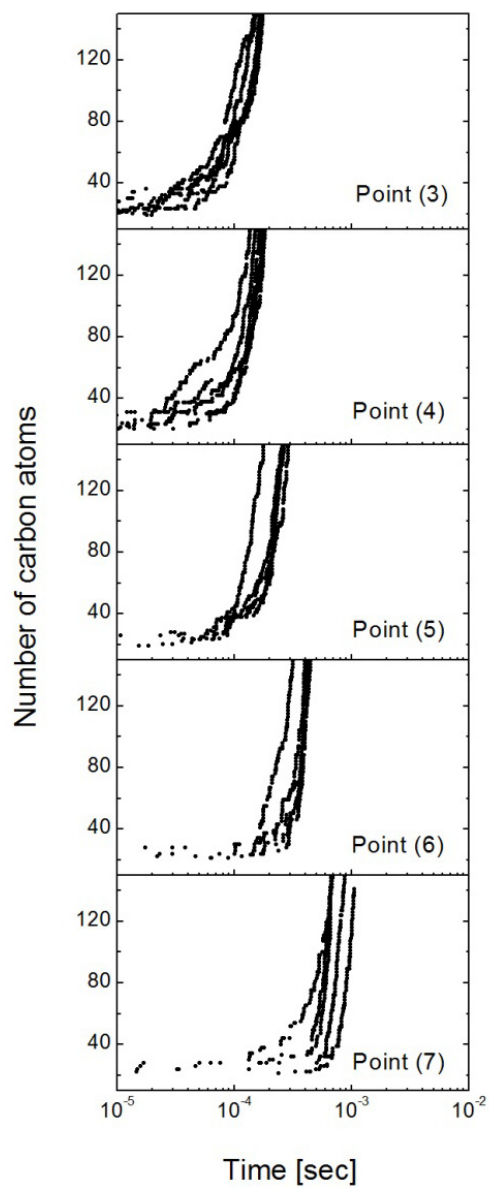 120
80
40
Point (3)
120
80
40
Point (4)
120
80
40
Point (5)
120
80
40
Point (6)
120
80
40
Point (7)
10^-5 10^-4 10^-3 10^-2
Number of carbon atoms
Time [sec]